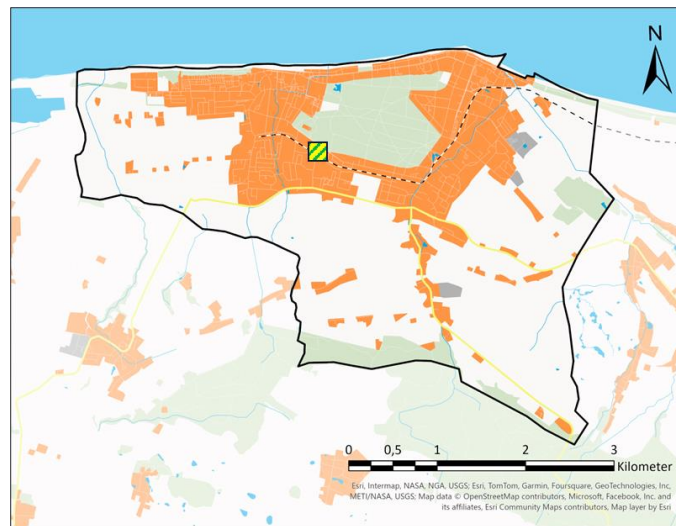 N
0 0,5 1 2 3
Kilometer
Esri, Intermap, NASA, NGA, USGS; Esri, TomTom, Garmin, Foursquare, GeoTechnologies, Inc,
METI/NASA, USGS: Map data © OpenStreetMap contributors, Microsoft, Facebook, Inc. and
its affiliates, Esri Community Maps contributors, Map layer by Esri